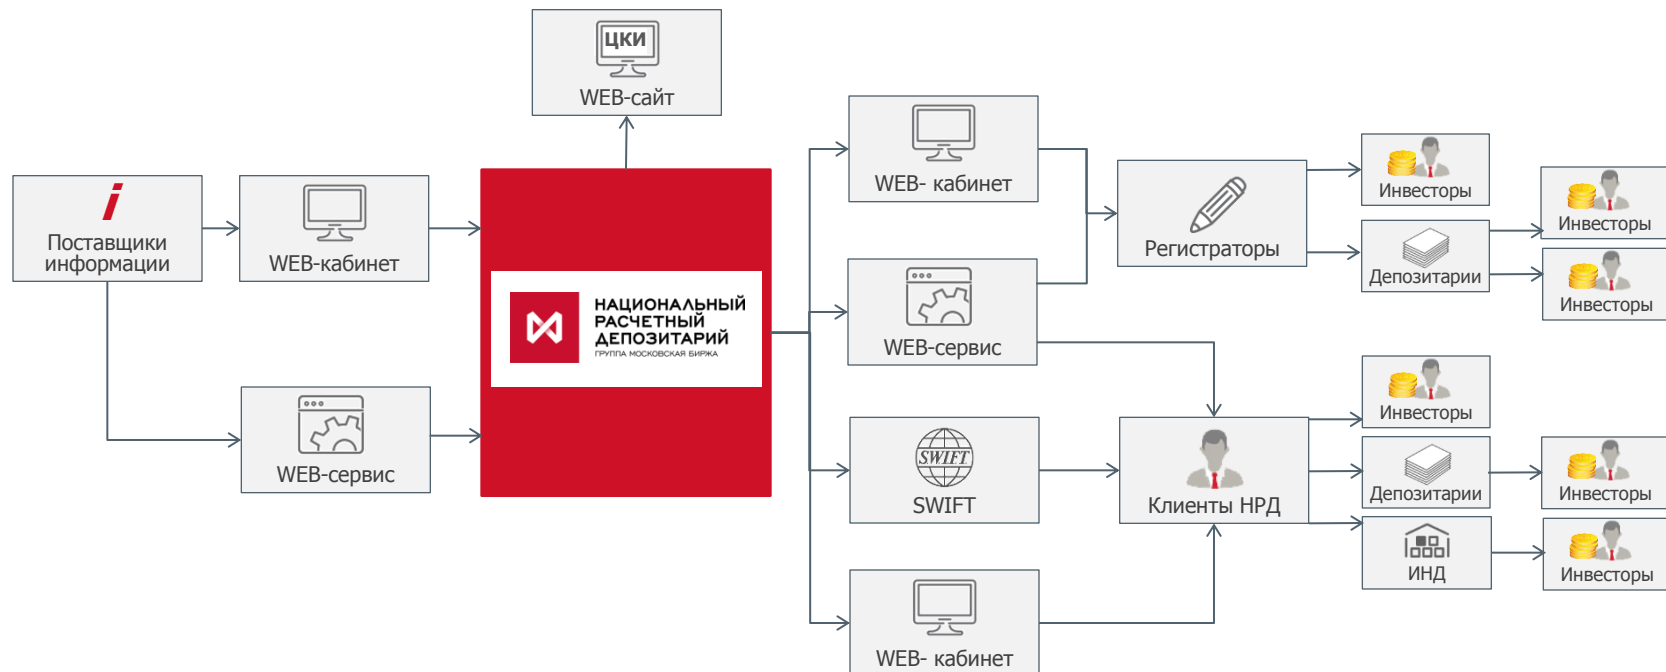 ЦКИ
WEB-сайт
i
Поставщики
информации
WEB-кабинет
WEB-сервис
НАЦИОНАЛЬНЫЙ
РАСЧЕТНЫЙ
ДЕПОЗИТАРИЙ
ГРУППА МОСКОВСКАЯ БИРЖА
WEB- кабинет
WEB-сервис
SWIFT
SWIFT
WEB- кабинет
Регистраторы
Инвесторы
Депозитарии
Инвесторы
Инвесторы
Клиенты НРД
Инвесторы
Депозитарии
Инвесторы
ИНД
Инвесторы